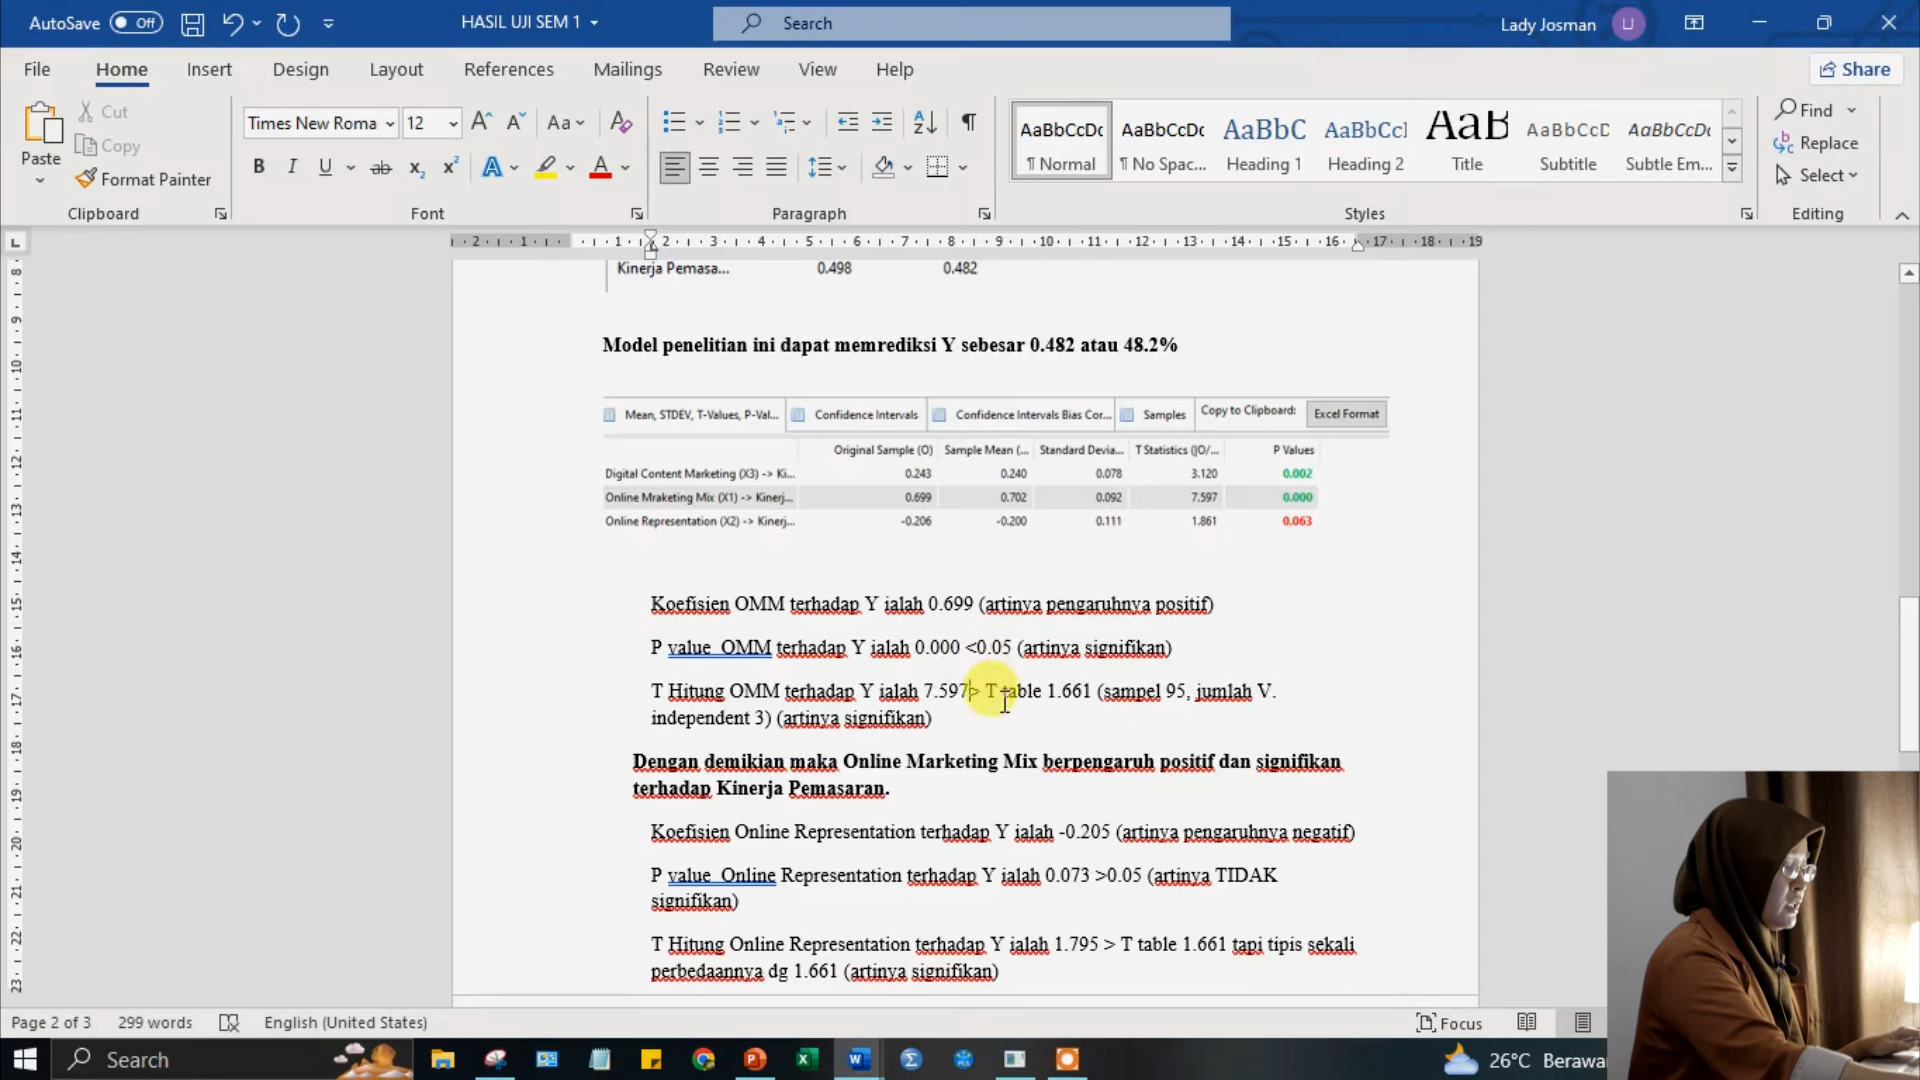 AutoSave Off HASIL UJI SEM 1 Search Lady Josman LJ
File Home Insert Design Layout References Mailings Review View Help Share
Paste Cut Copy Format Painter
Times New Roma 12
AaBbCcDc AaBbCcDc AaBbC AaBbCcl AaB AaBbCcD AaBbCcDc
¶ Normal ¶ No Spac... Heading 1 Heading 2 Title Subtitle Subtle Em...
Find Replace Select
Clipboard Font Paragraph Styles Editing
Kinerja Pemasa... 0.498 0.482
Model penelitian ini dapat memrediksi Y sebesar 0.482 atau 48.2%
Mean, STDEV, T-Values, P-Val... Confidence Intervals Confidence Intervals Bias Cor... Samples Copy to Clipboard: Excel Format
Original Sample (O) Sample Mean (... Standard Devia... T Statistics (|O/... P Values
Digital Content Marketing (X3) -> Ki... 0.243 0.240 0.078 3.120 0.002
Online Mraketing Mix (X1) -> Kinerj... 0.699 0.702 0.092 7.597 0.000
Online Representation (X2) -> Kinerj... -0.206 -0.200 0.111 1.861 0.063
Koefisien OMM terhadap Y ialah 0.699 (artinya pengaruhnya positif)
P value OMM terhadap Y ialah 0.000 <0.05 (artinya signifikan)
T Hitung OMM terhadap Y ialah 7.597> T table 1.661 (sampel 95, jumlah V.
independent 3) (artinya signifikan)
Dengan demikian maka Online Marketing Mix berpengaruh positif dan signifikan
terhadap Kinerja Pemasaran.
Koefisien Online Representation terhadap Y ialah -0.205 (artinya pengaruhnya negatif)
P value Online Representation terhadap Y ialah 0.073 >0.05 (artinya TIDAK
signifikan)
T Hitung Online Representation terhadap Y ialah 1.795 > T table 1.661 tapi tipis sekali
perbedaannya dg 1.661 (artinya signifikan)
Page 2 of 3 299 words English (United States) Focus
Search 26°C Berawa